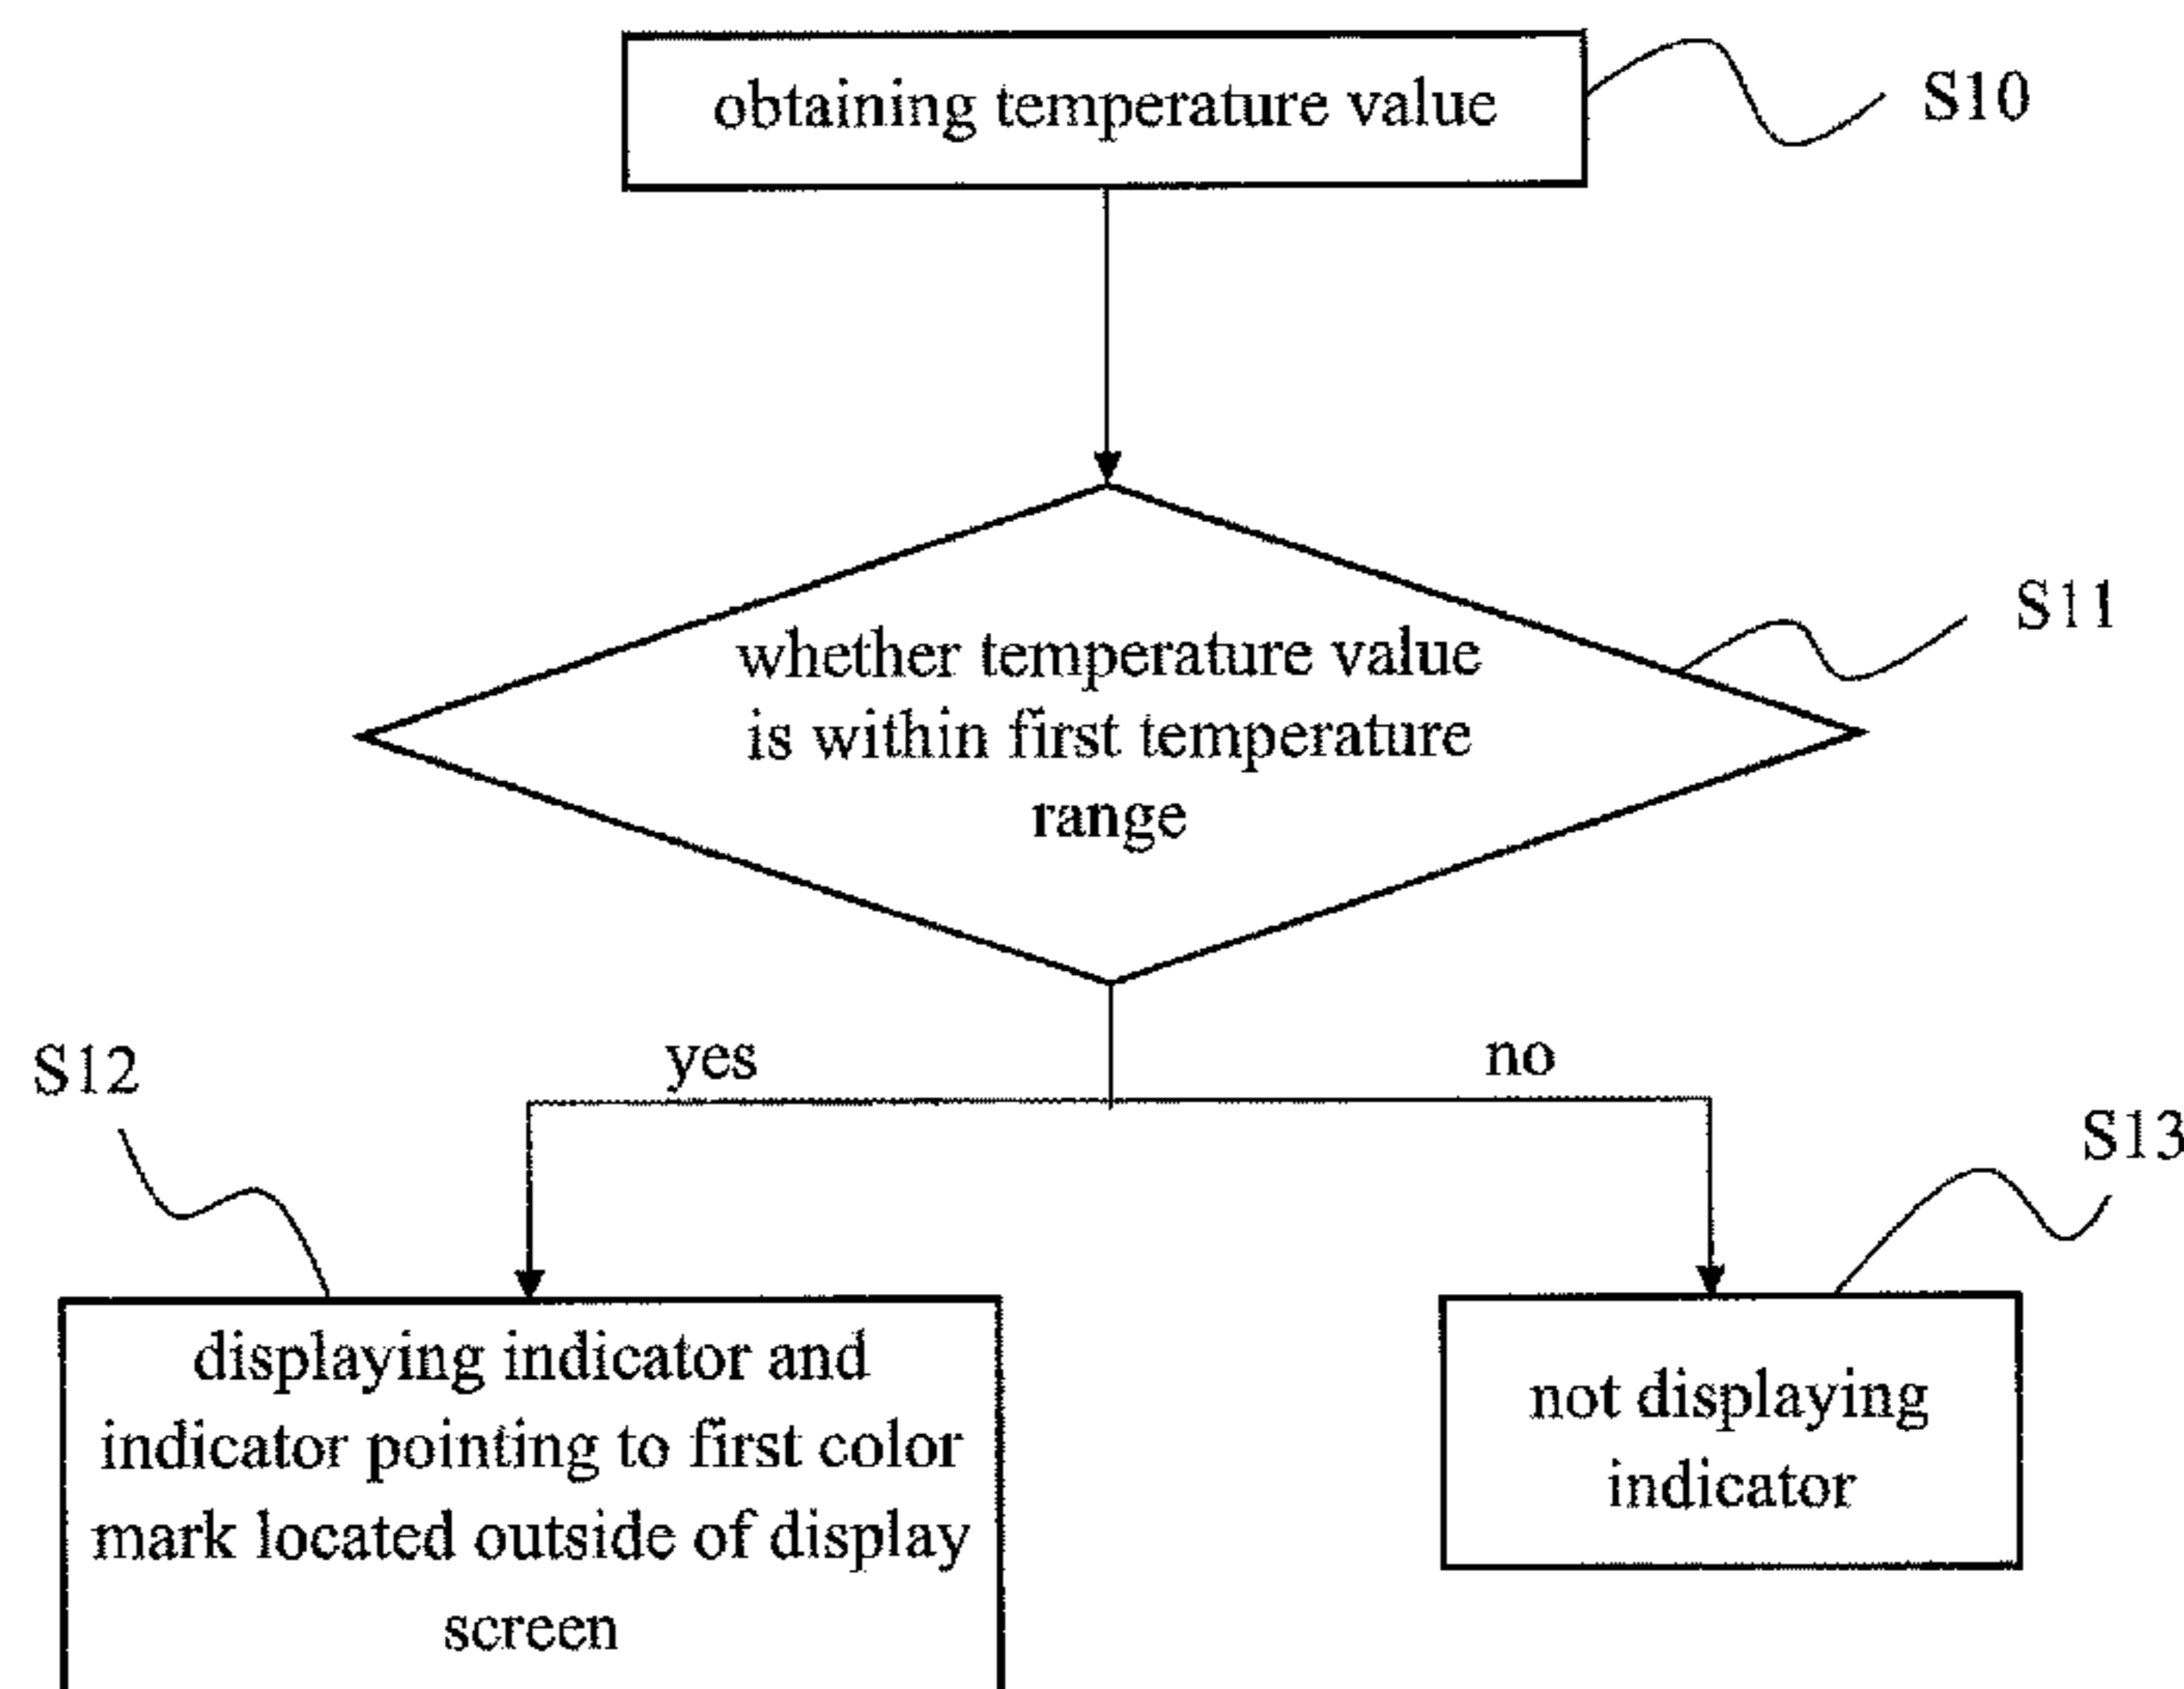 obtaining temperature value
S10
whether temperature value
is within first temperature
range
S11
yes
no
S12
S13
displaying indicator and
indicator pointing to first color
mark located outside of display
screen
not displaying
indicator